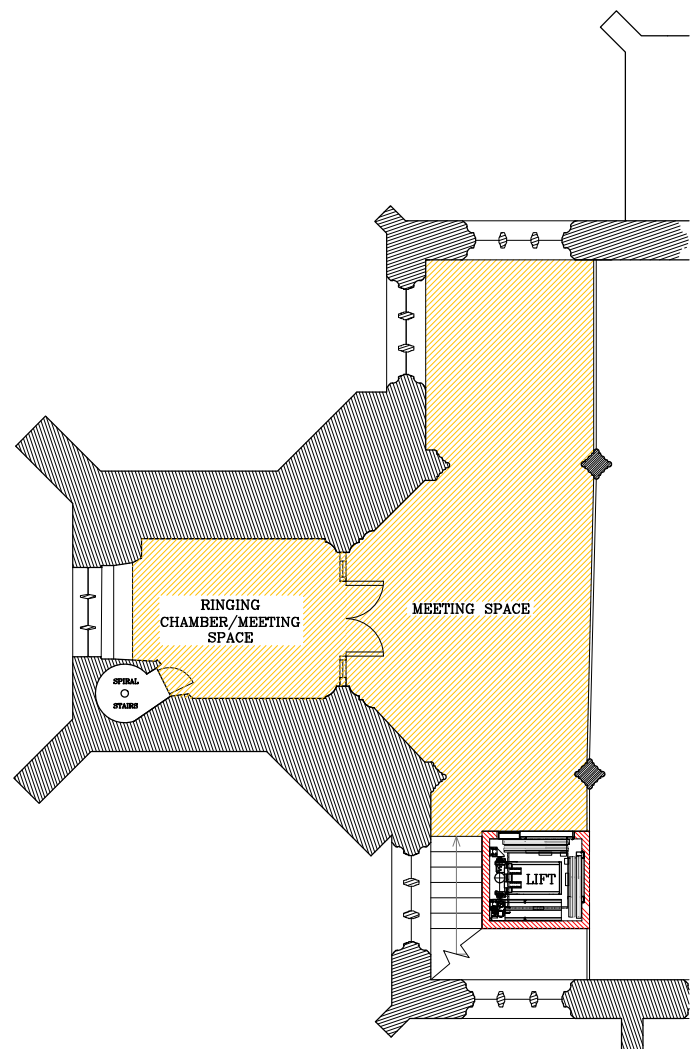 RINGING
CHAMBER/MEETING
SPACE
MEETING SPACE
SPIRAL
STAIRS
LIFT